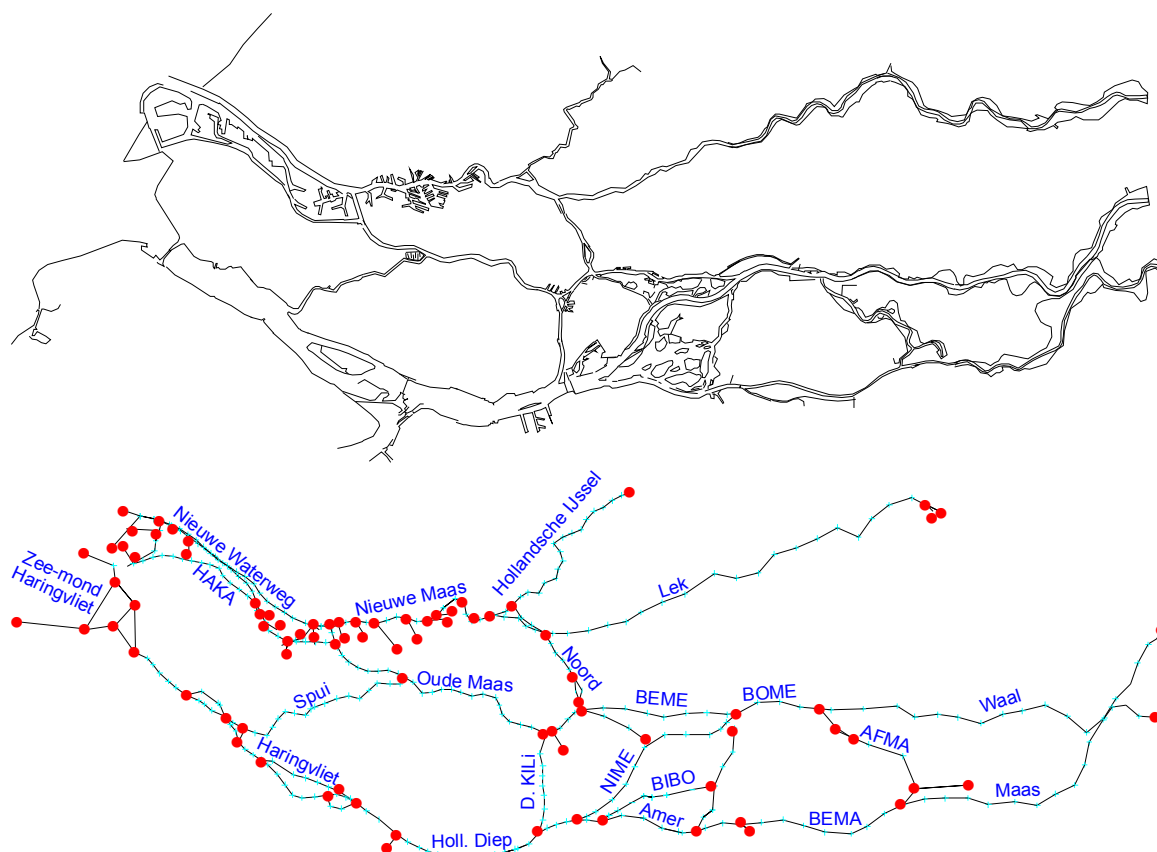 Hollandsche IJssel
Nieuwe Waterweg
Zee-mond
Haringvliet
HAKA
Nieuwe Maas
Lek
Noord
Spui
Oude Maas
BEME
BOME
Waal
AFMA
Haringvliet
D. KILi
NIME
BIBO
Maas
Amer
BEMA
Holl. Diep